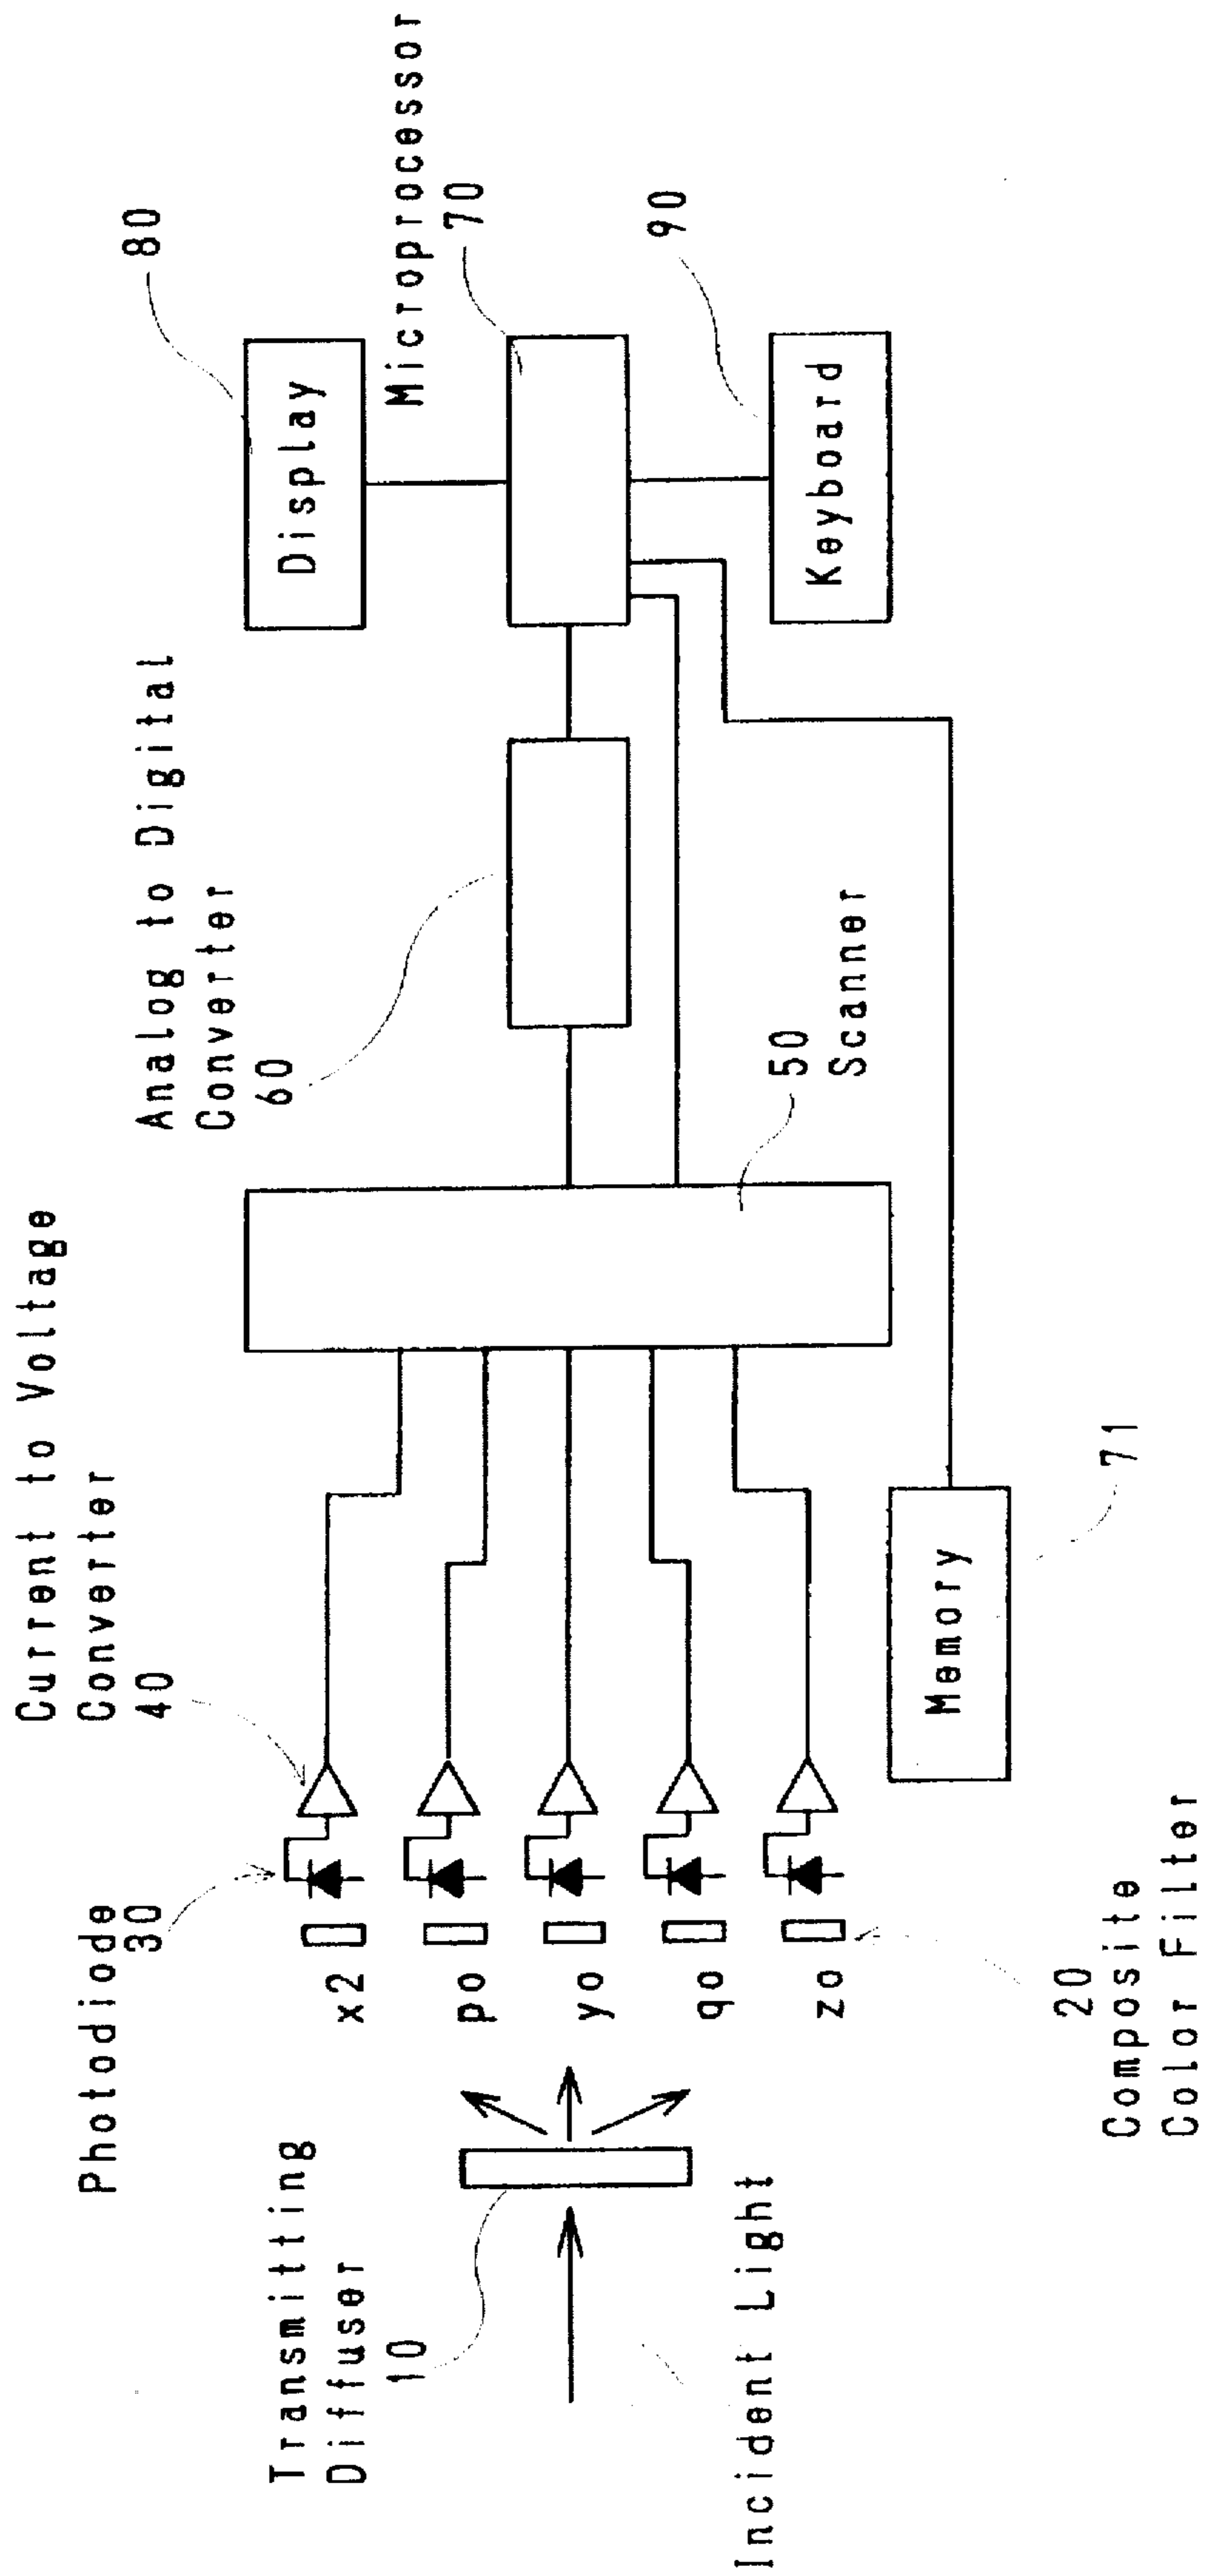 Incident Light
Transmitting
Diffuser
10
Photodiode
30
x2
po
yo
qo
zo
20
Composite
Color Filter
Current to Voltage
Converter
40
Memory
71
50
Scanner
Analog to Digital
Converter
60
Display
80
Microprocessor
70
Keyboard
90